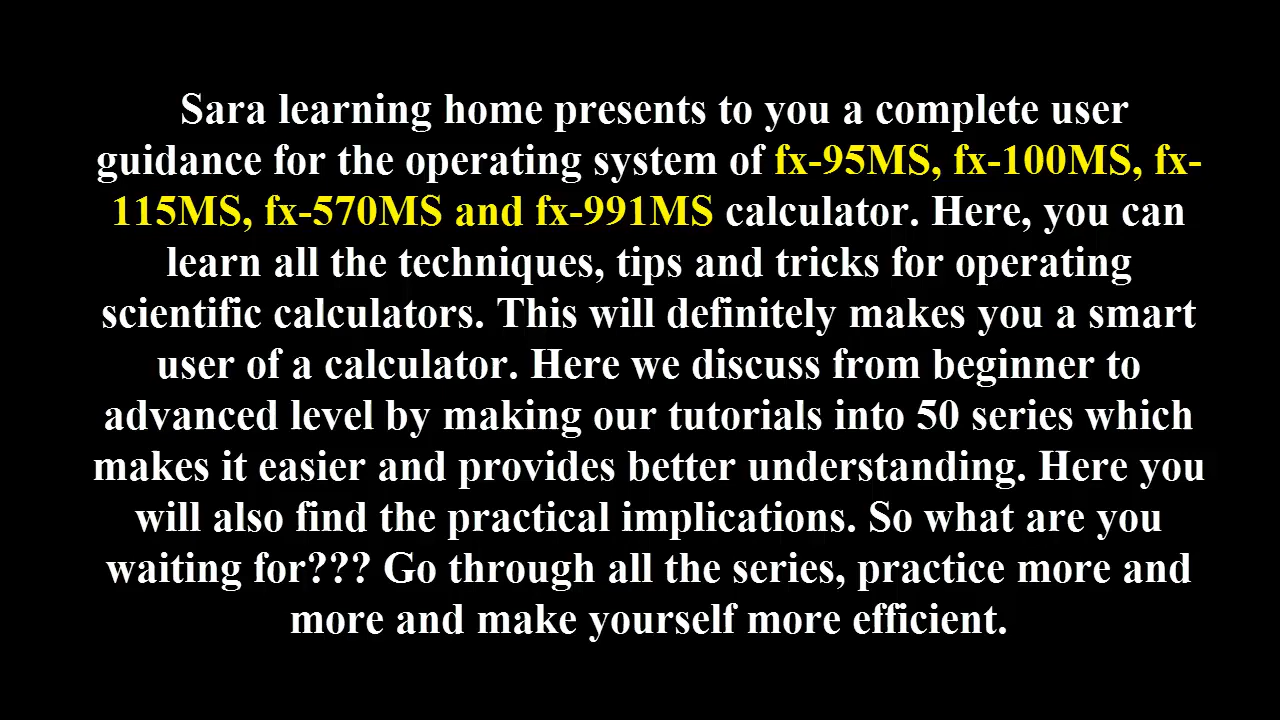 Sara learning home presents to you a complete user
guidance for the operating system of fx-95MS, fx-100MS, fx-
115MS, fx-570MS and fx-991MS calculator. Here, you can
learn all the techniques, tips and tricks for operating
scientific calculators. This will definitely makes you a smart
user of a calculator. Here we discuss from beginner to
advanced level by making our tutorials into 50 series which
makes it easier and provides better understanding. Here you
will also find the practical implications. So what are you
waiting for??? Go through all the series, practice more and
more and make yourself more efficient.